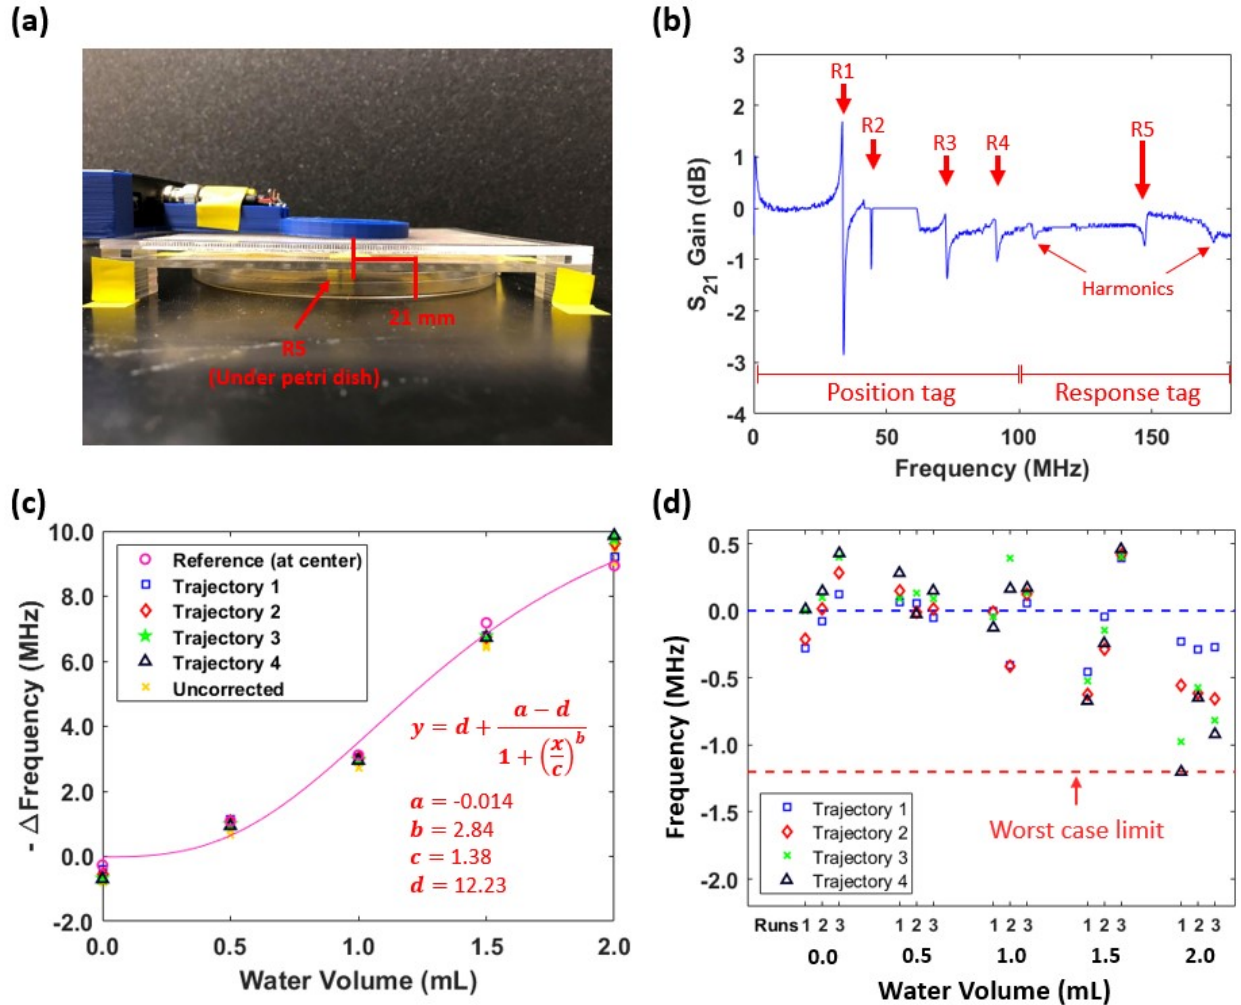 (a)
21 mm
R5
(Under petri dish)
(b)
3
2
1
0
-1
-2
-3
-4
S21 Gain (dB)
R1
R2
R3
R4
R5
Harmonics
Position tag
Response tag
0
50
100
150
Frequency (MHz)
(c)
10.0
8.0
6.0
4.0
2.0
0.0
-2.0
- △Frequency (MHz)
Reference (at center)
Trajectory 1
Trajectory 2
Trajectory 3
Trajectory 4
Uncorrected
y = d + (a − d) / (1 + (x/c)^b)
a = -0.014
b = 2.84
c = 1.38
d = 12.23
0.0
0.5
1.0
1.5
2.0
Water Volume (mL)
(d)
0.5
0.0
-0.5
-1.0
-1.5
-2.0
Frequency (MHz)
Worst case limit
Trajectory 1
Trajectory 2
Trajectory 3
Trajectory 4
Runs 1 2 3 1 2 3 1 2 3 1 2 3 1 2 3
0.0 0.5 1.0 1.5 2.0
Water Volume (mL)